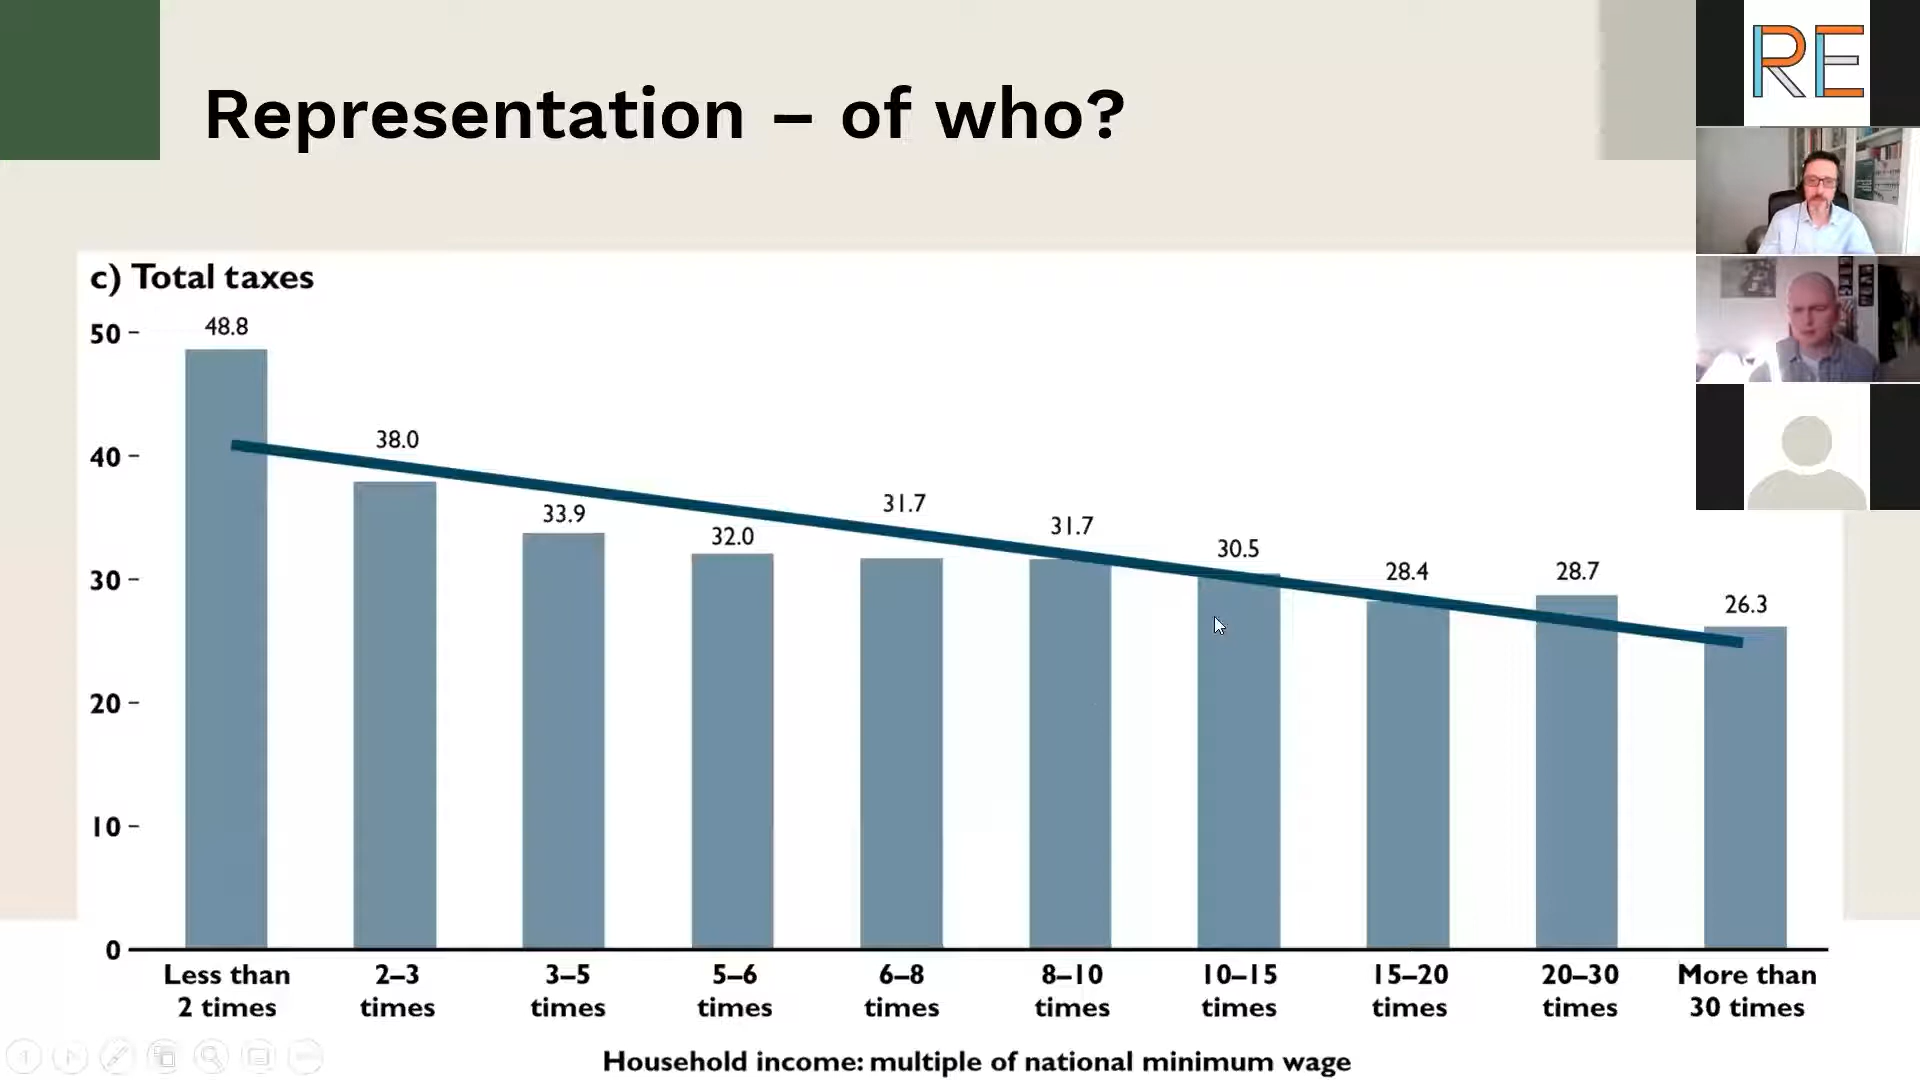 Representation – of who?
RE
c) Total taxes
50
40
30
20
10
0
48.8
38.0
33.9
32.0
31.7
31.7
30.5
28.4
28.7
26.3
Less than
2 times
2–3
times
3–5
times
5–6
times
6–8
times
8–10
times
10–15
times
15–20
times
20–30
times
More than
30 times
Household income: multiple of national minimum wage